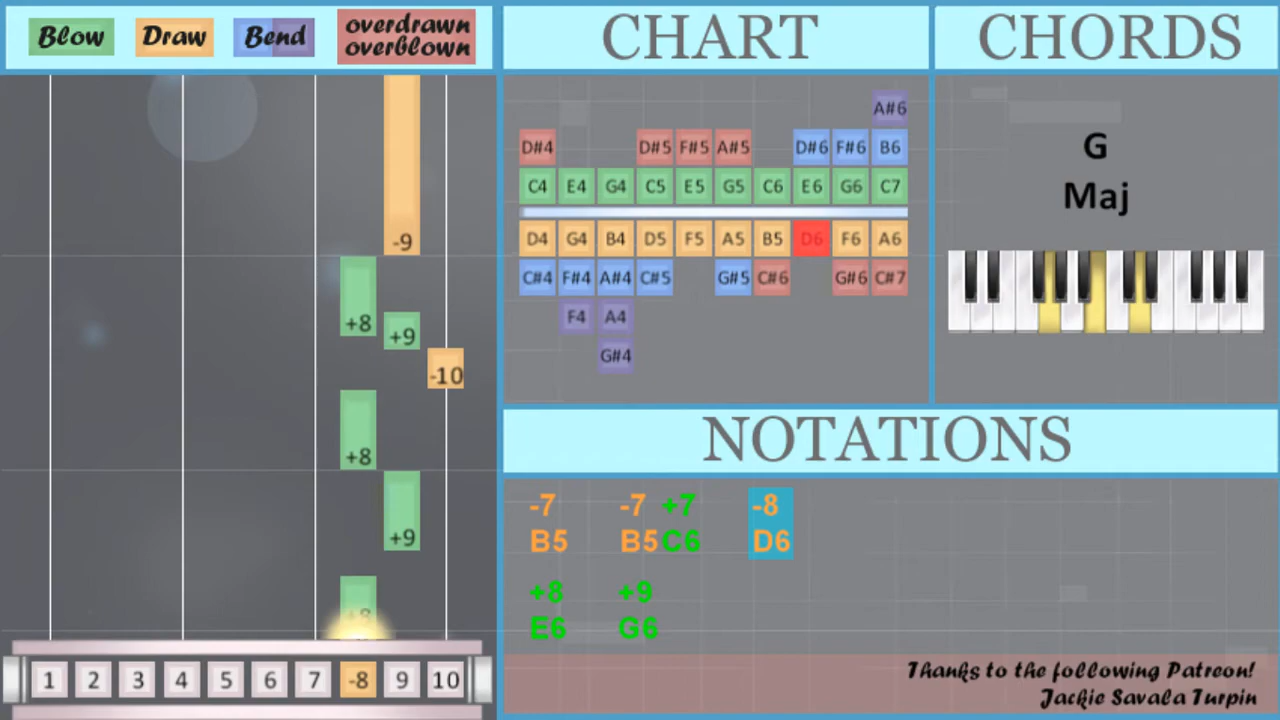 Blow Draw Bend overdrawn
overblown
CHART
CHORDS
-9
+8
+9
-10
+8
+9
+8
1 2 3 4 5 6 7 -8 9 10
A#6
D#4 D#5 F#5 A#5 D#6 F#6 B6
C4 E4 G4 C5 E5 G5 C6 E6 G6 C7
D4 G4 B4 D5 F5 A5 B5 D6 F6 A6
C#4 F#4 A#4 C#5 G#5 C#6 G#6 C#7
F4 A4
G#4
G
Maj
NOTATIONS
-7 -7 +7 -8
B5 B5 C6 D6
+8 +9
E6 G6
Thanks to the following Patreon!
Jackie Savala Turpin